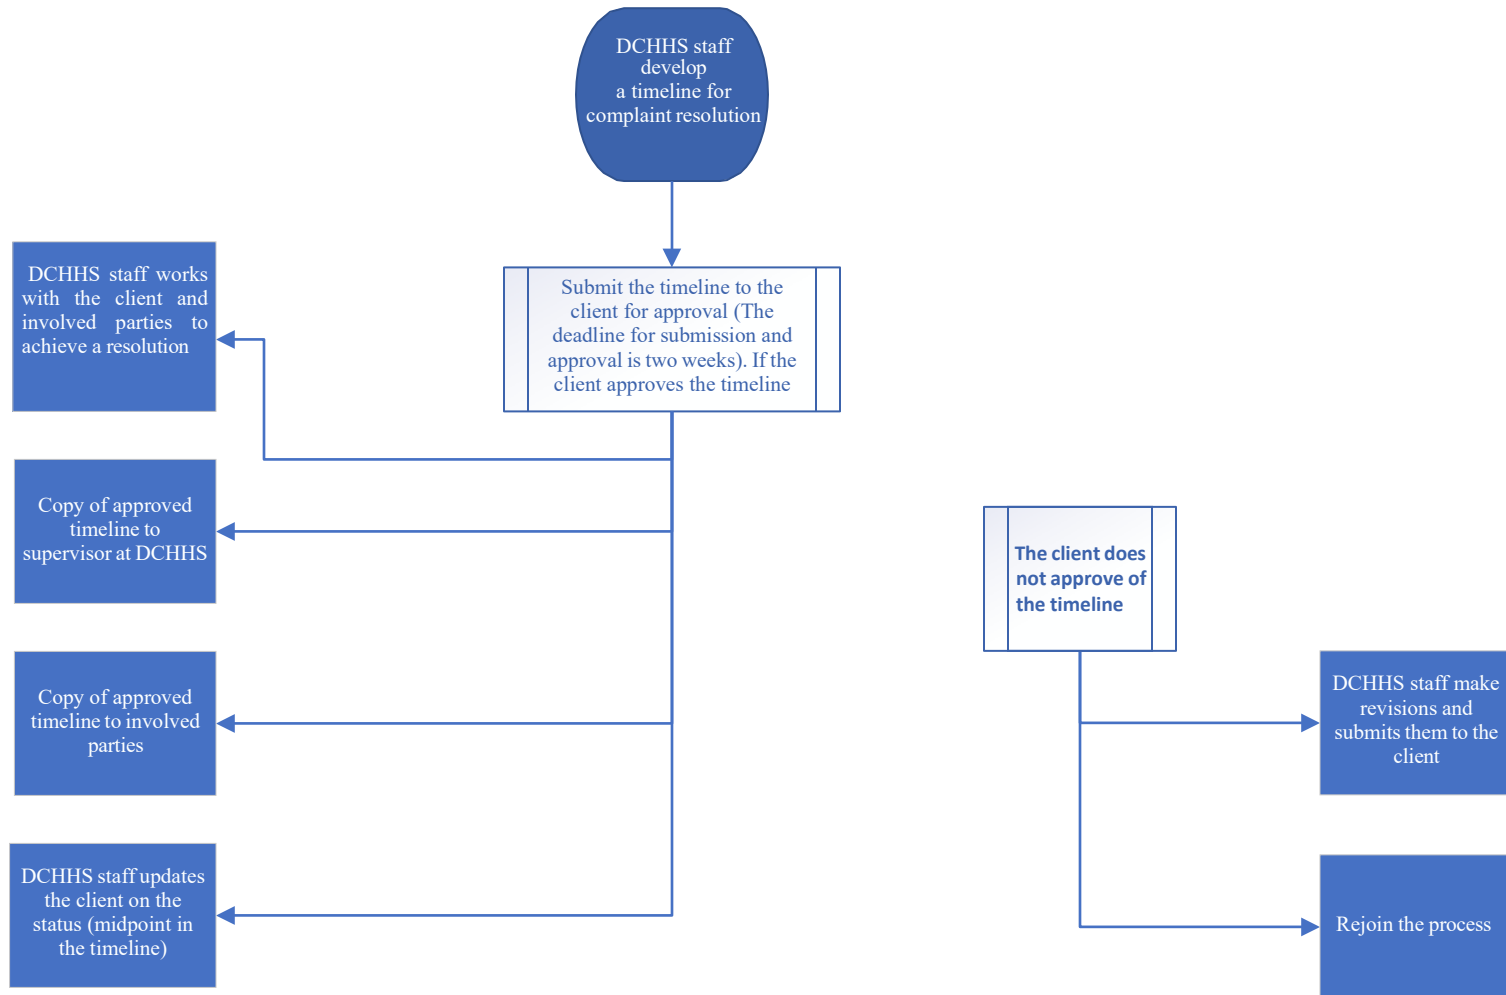 DCHHS staff
develop
a timeline for
complaint resolution
DCHHS staff works
with the client and
involved parties to
achieve a resolution
Submit the timeline to the
client for approval (The
deadline for submission and
approval is two weeks). If the
client approves the timeline
Copy of approved
timeline to
supervisor at DCHHS
The client does
not approve of
the timeline
Copy of approved
timeline to involved
parties
DCHHS staff make
revisions and
submits them to the
client
DCHHS staff updates
the client on the
status (midpoint in
the timeline)
Rejoin the process